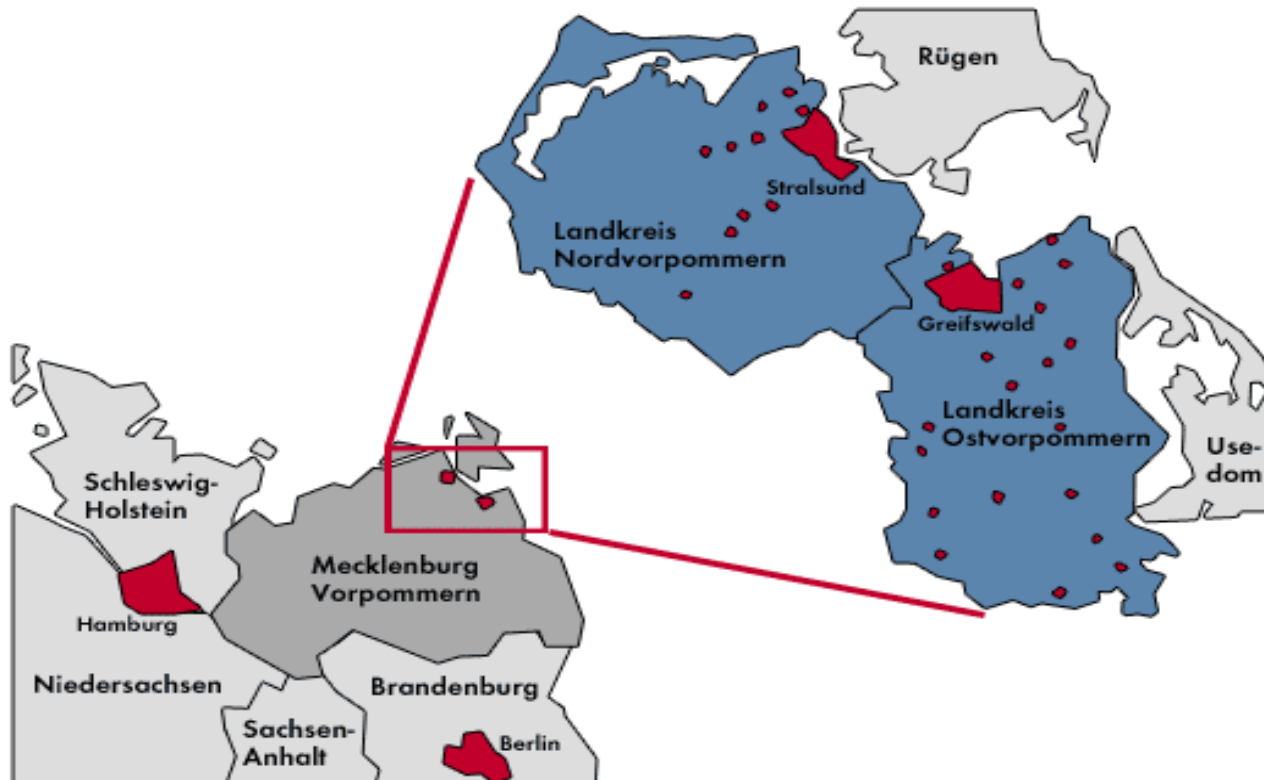 Rügen
Stralsund
Landkreis
Nordvorpommern
Greifswald
Landkreis
Ostvorpommern
Use-
dom
Schleswig-
Holstein
Mecklenburg
Vorpommern
Hamburg
Niedersachsen
Brandenburg
Sachsen-
Anhalt
Berlin